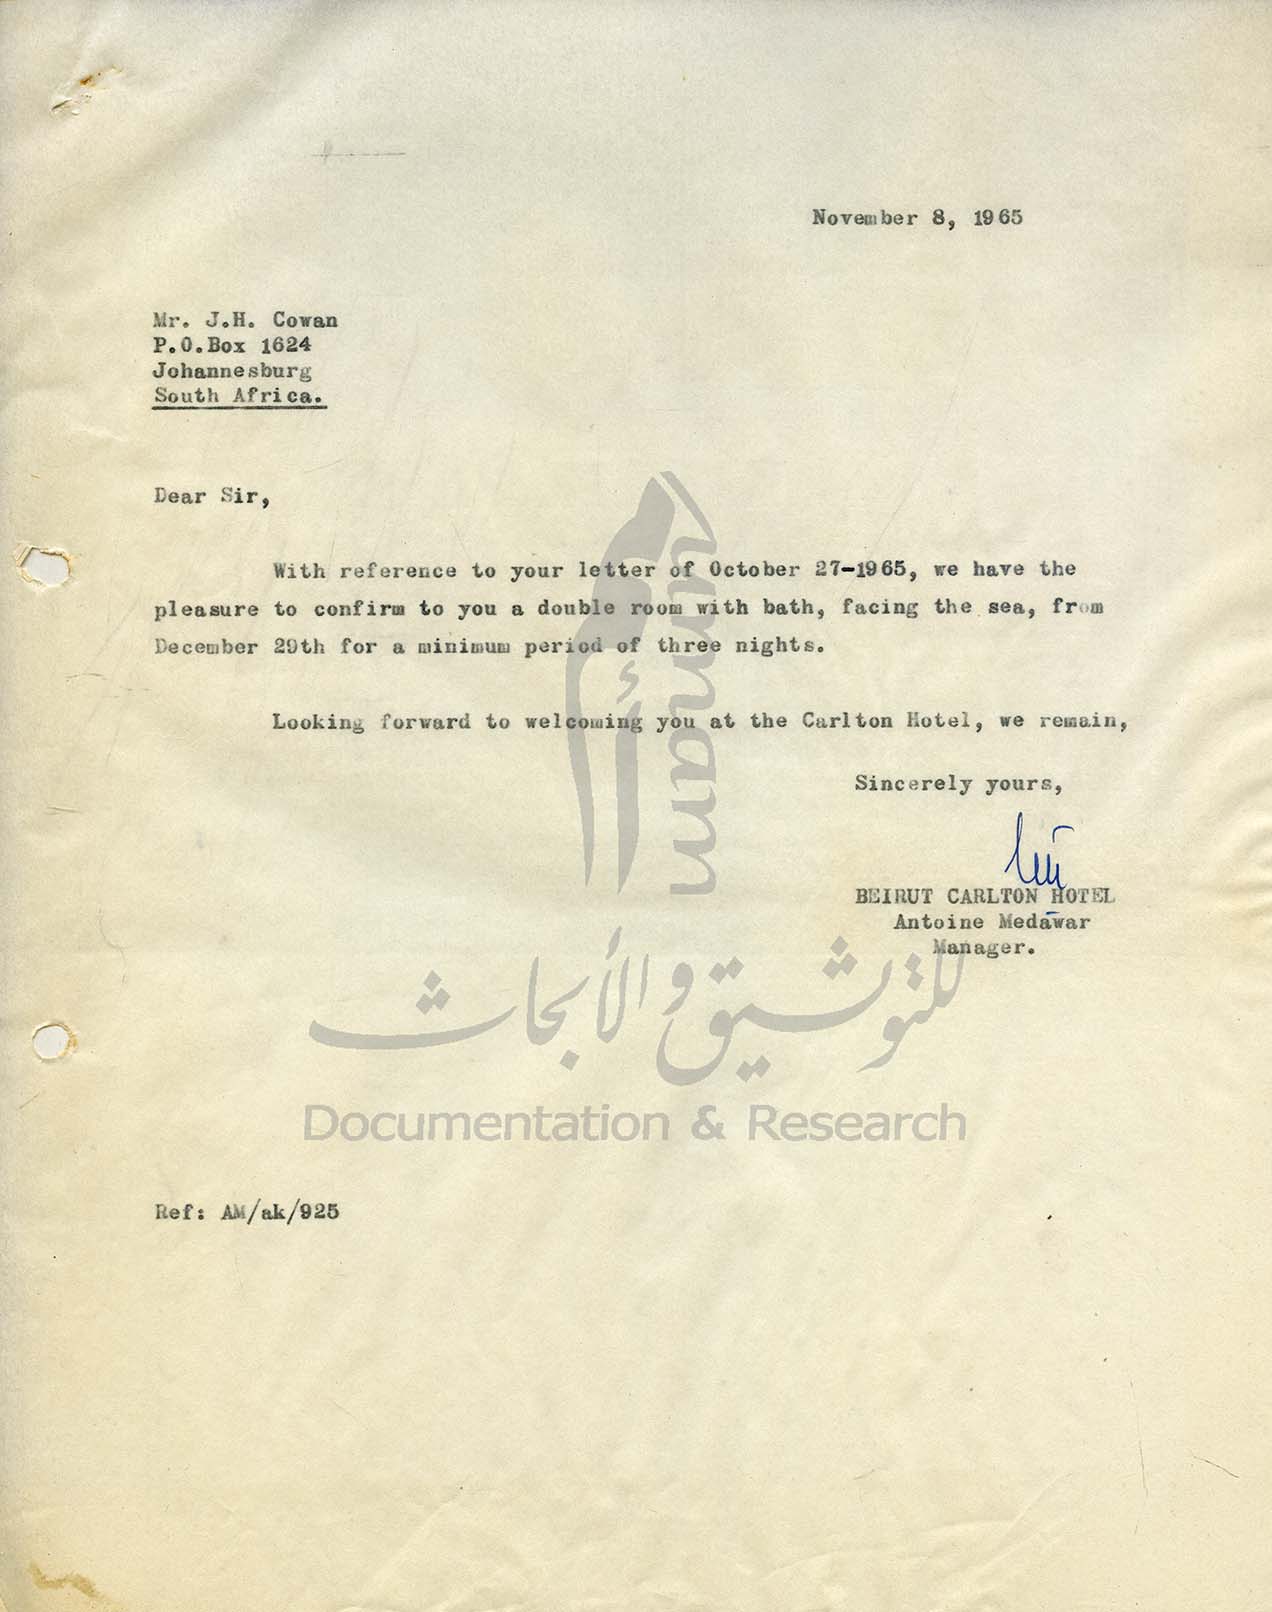 November 8, 1965
Mr. J.H. Cowan
P.O.Box 1624
Johannesburg
South Africa.
Dear Sir,
With reference to your letter of October 27-1965, we have the
pleasure to confirm to you a double room with bath, facing the sea, from
December 29th for a minimum period of three nights.
Looking forward to welcoming you at the Carlton Hotel, we remain,
Sincerely yours,
BEIRUT CARLTON HOTEL
Antoine Medawar
Manager.
أمم
umam
للتوثيق والأبحاث
Documentation & Research
Ref: AM/ak/925